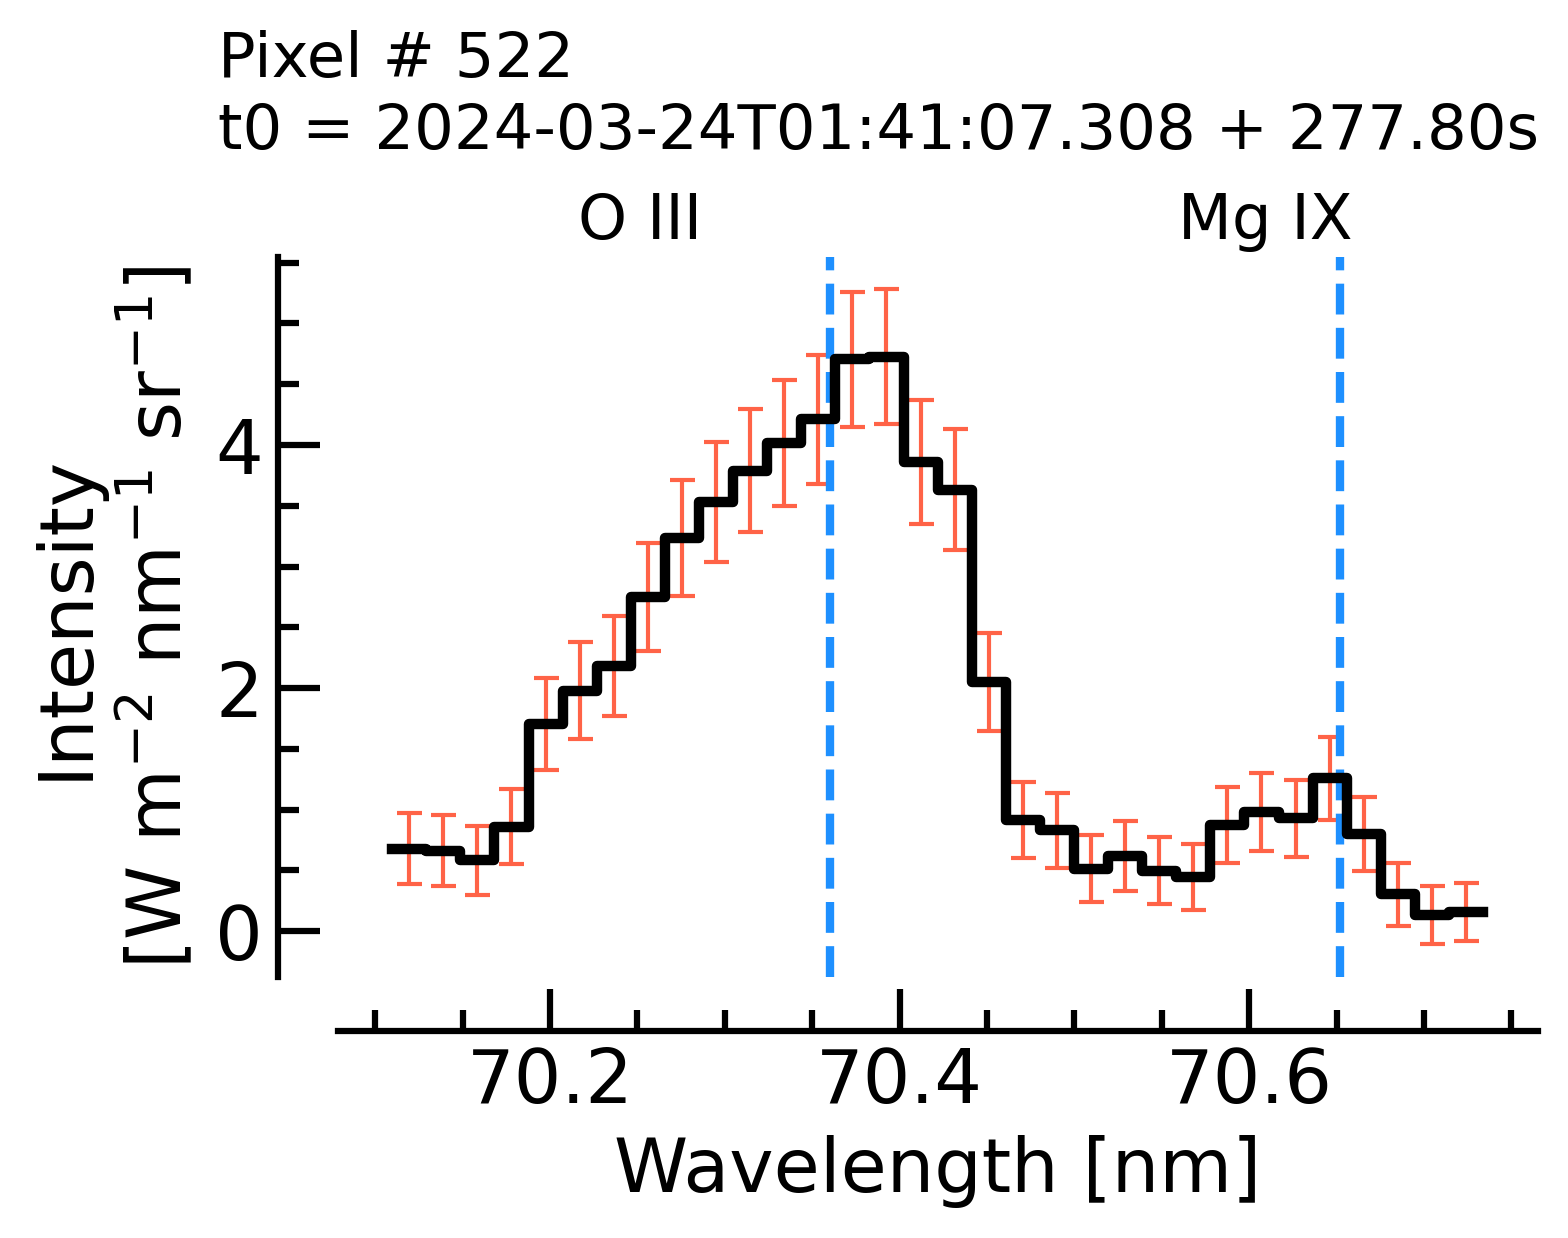 Pixel # 522
t0 = 2024-03-24T01:41:07.308 + 277.80s
O III Mg IX
Intensity
[W m⁻² nm⁻¹ sr⁻¹]
4
2
0
70.2 70.4 70.6
Wavelength [nm]